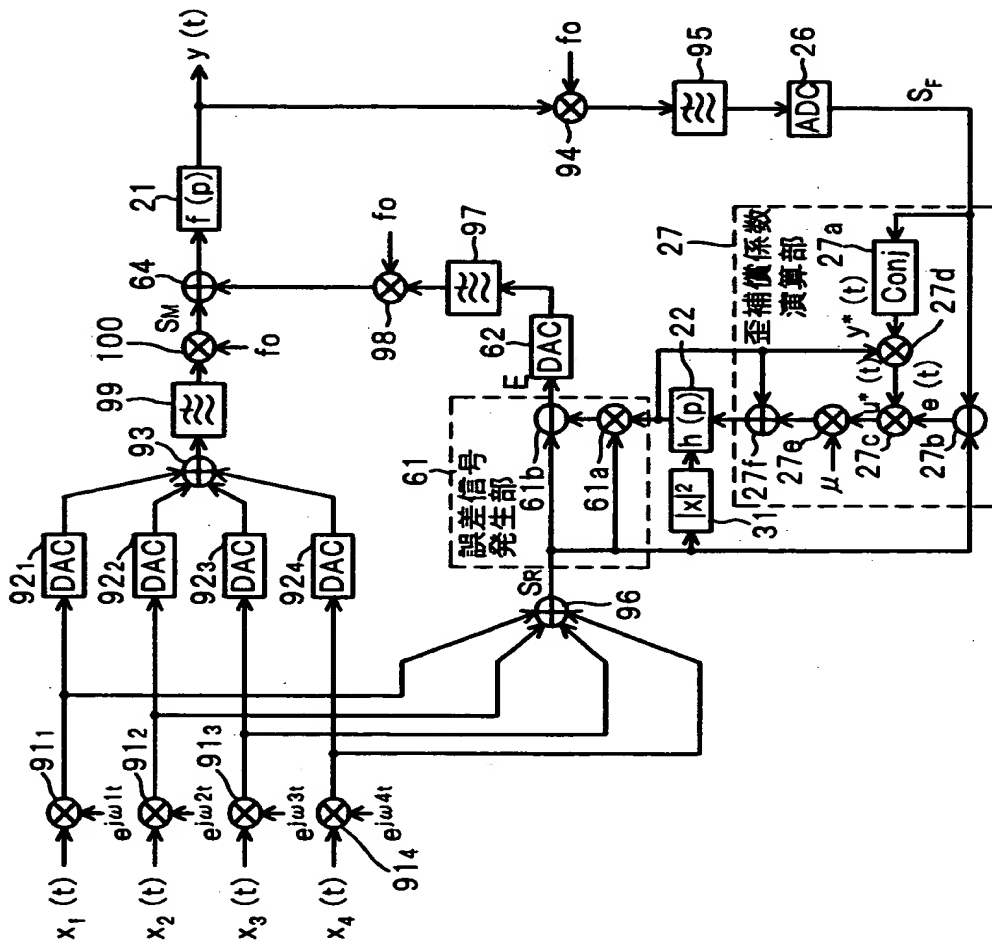 x₁(t)
x₂(t)
x₃(t)
x₄(t)
91₁
91₂
91₃
91₄
e^jω1t
e^jω2t
e^jω3t
e^jω4t
92₁
DAC
92₂
DAC
92₃
DAC
92₄
DAC
93
99
100
fo
S_M
64
21
f(p)
y(t)
98
fo
97
62
DAC
E
94
fo
95
26
ADC
S_F
96
S_R
61
誤差信号
発生部
61b
61a
22
h(p)
|x|²
31
27
歪補償係数
演算部
27a
Conj
y*(t)
27d
u*(t)
27c
e(t)
27b
μ
27e
27f